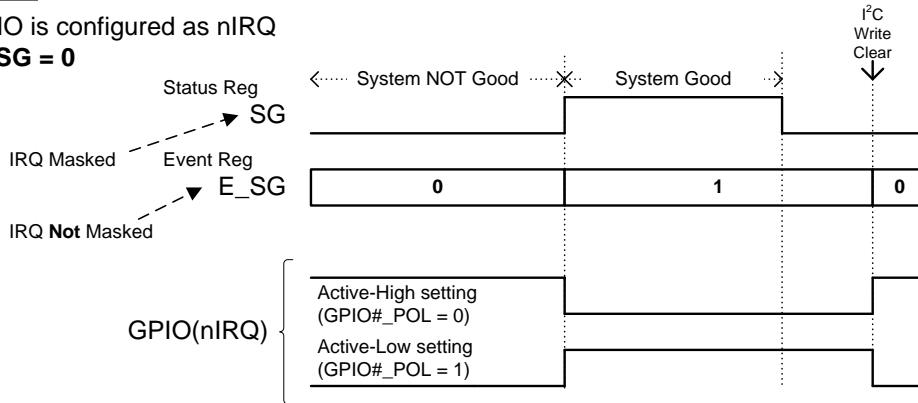 IO is configured as nIRQ
SG = 0
I²C
Write
Clear
System NOT Good
System Good
Status Reg
SG
IRQ Masked
Event Reg
E_SG
0
1
0
IRQ Not Masked
GPIO(nIRQ)
Active-High setting
(GPIO#_POL = 0)
Active-Low setting
(GPIO#_POL = 1)